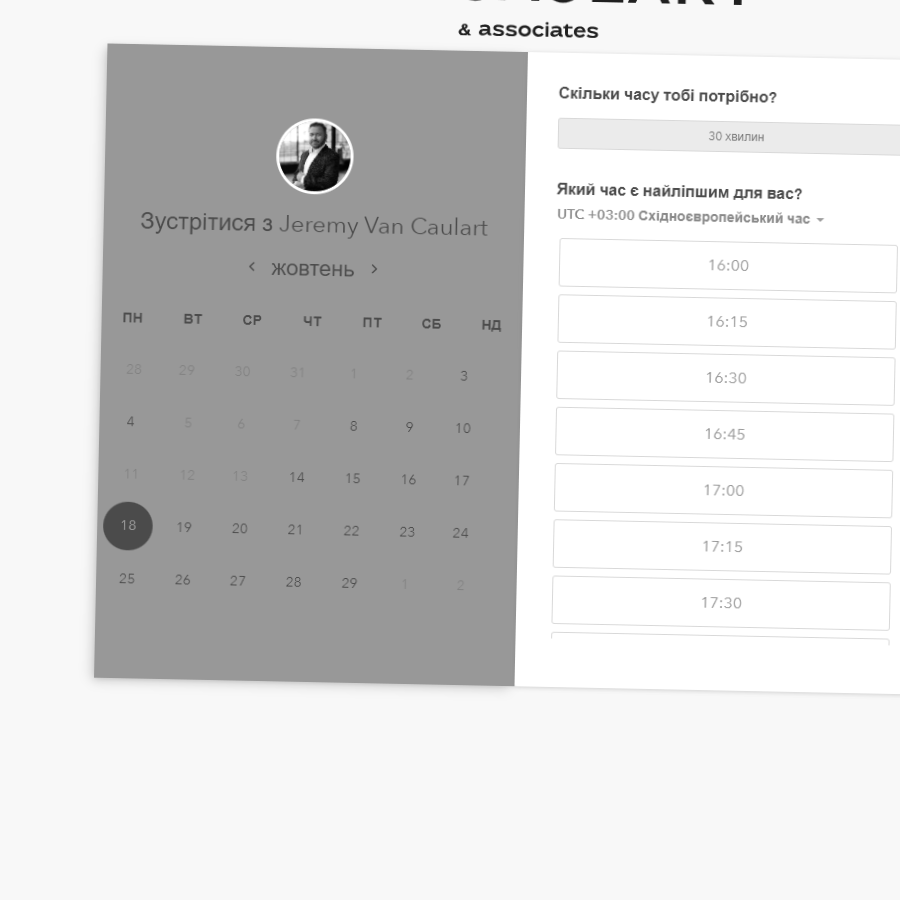 & associates
Зустрітися з Jeremy Van Caulart
‹ жовтень ›
ПН ВТ СР ЧТ ПТ СБ НД
28 29 30 31 1 2 3
4 5 6 7 8 9 10
11 12 13 14 15 16 17
18 19 20 21 22 23 24
25 26 27 28 29 1 2
Скільки часу тобі потрібно?
30 хвилин
Який час є найліпшим для вас?
UTC +03:00 Східноєвропейський час
16:00
16:15
16:30
16:45
17:00
17:15
17:30